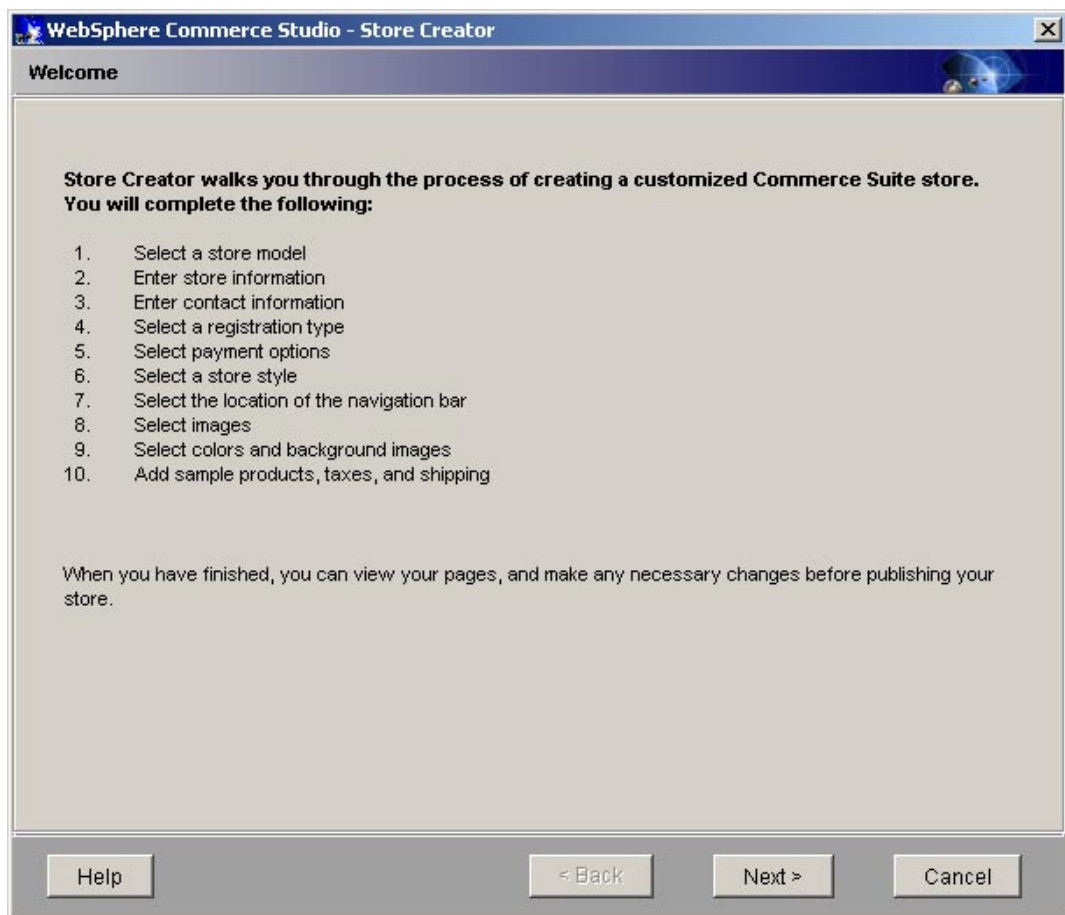 WebSphere Commerce Studio - Store Creator
Welcome
Store Creator walks you through the process of creating a customized Commerce Suite store.
You will complete the following:
1. Select a store model
2. Enter store information
3. Enter contact information
4. Select a registration type
5. Select payment options
6. Select a store style
7. Select the location of the navigation bar
8. Select images
9. Select colors and background images
10. Add sample products, taxes, and shipping
When you have finished, you can view your pages, and make any necessary changes before publishing your
store.
Help < Back Next > Cancel